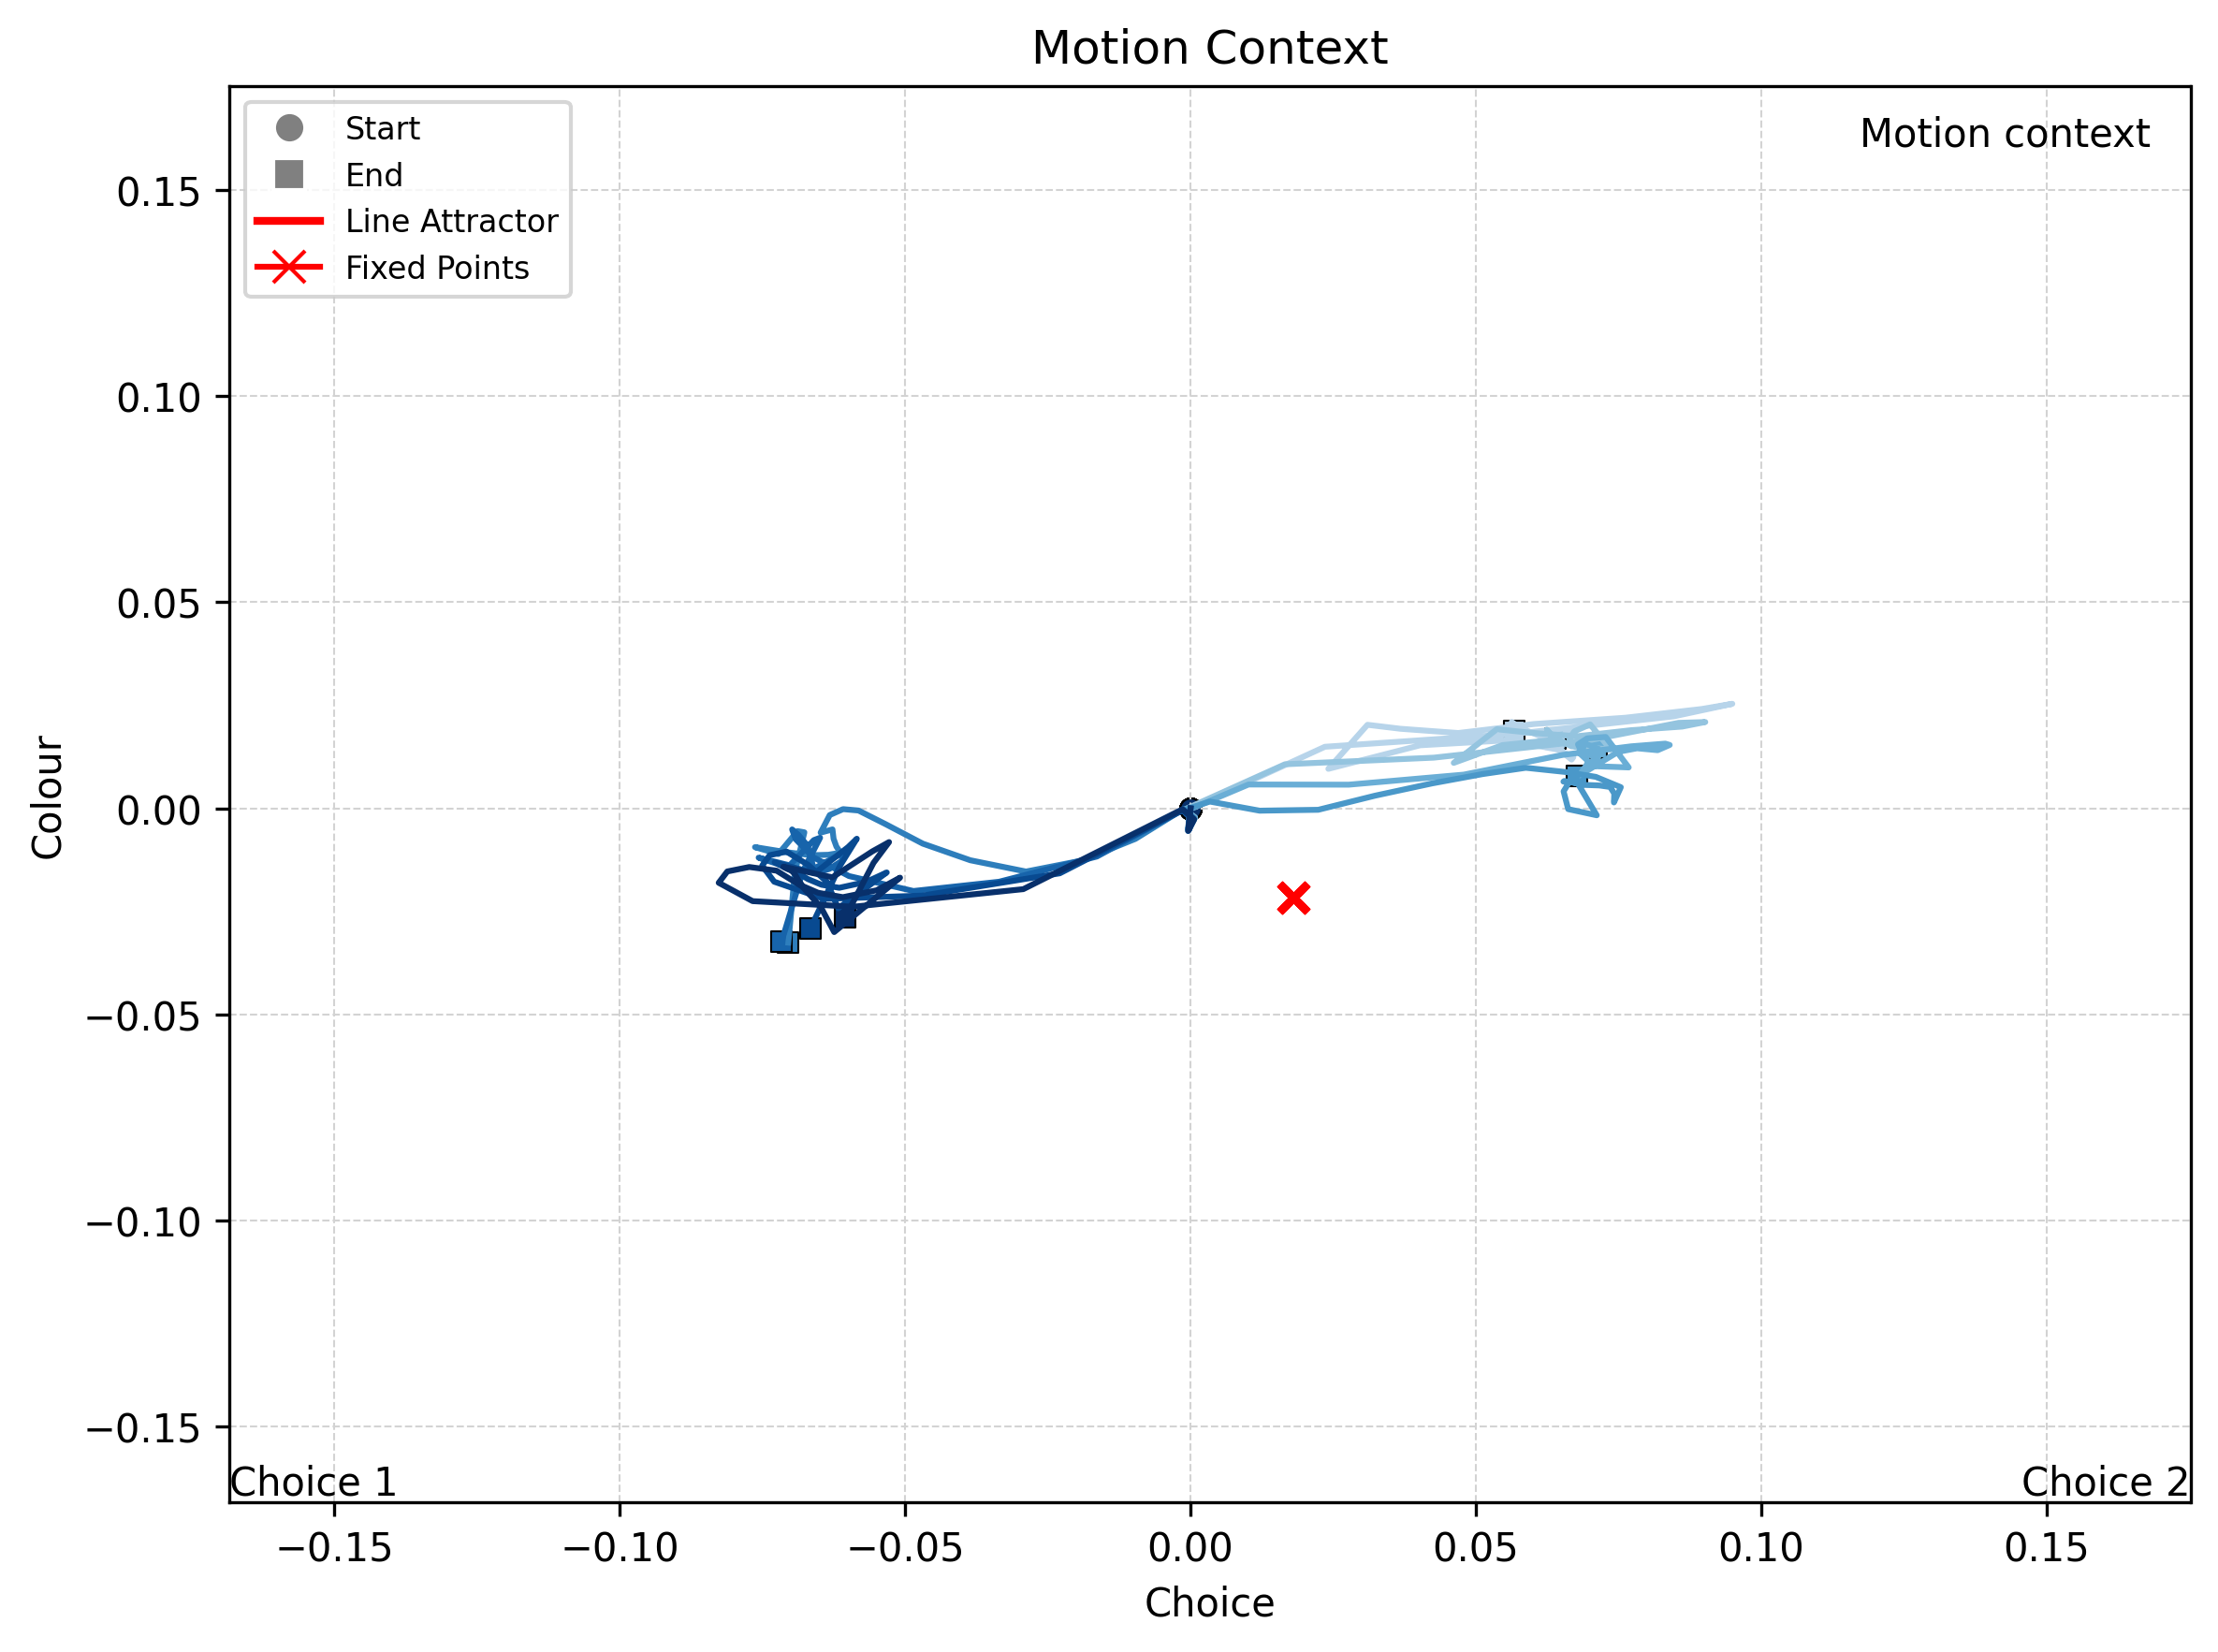 Motion Context
Start
End
Line Attractor
Fixed Points
Motion context
0.15
0.10
0.05
0.00
−0.05
−0.10
−0.15
Colour
Choice 1
Choice 2
−0.15
−0.10
−0.05
0.00
0.05
0.10
0.15
Choice